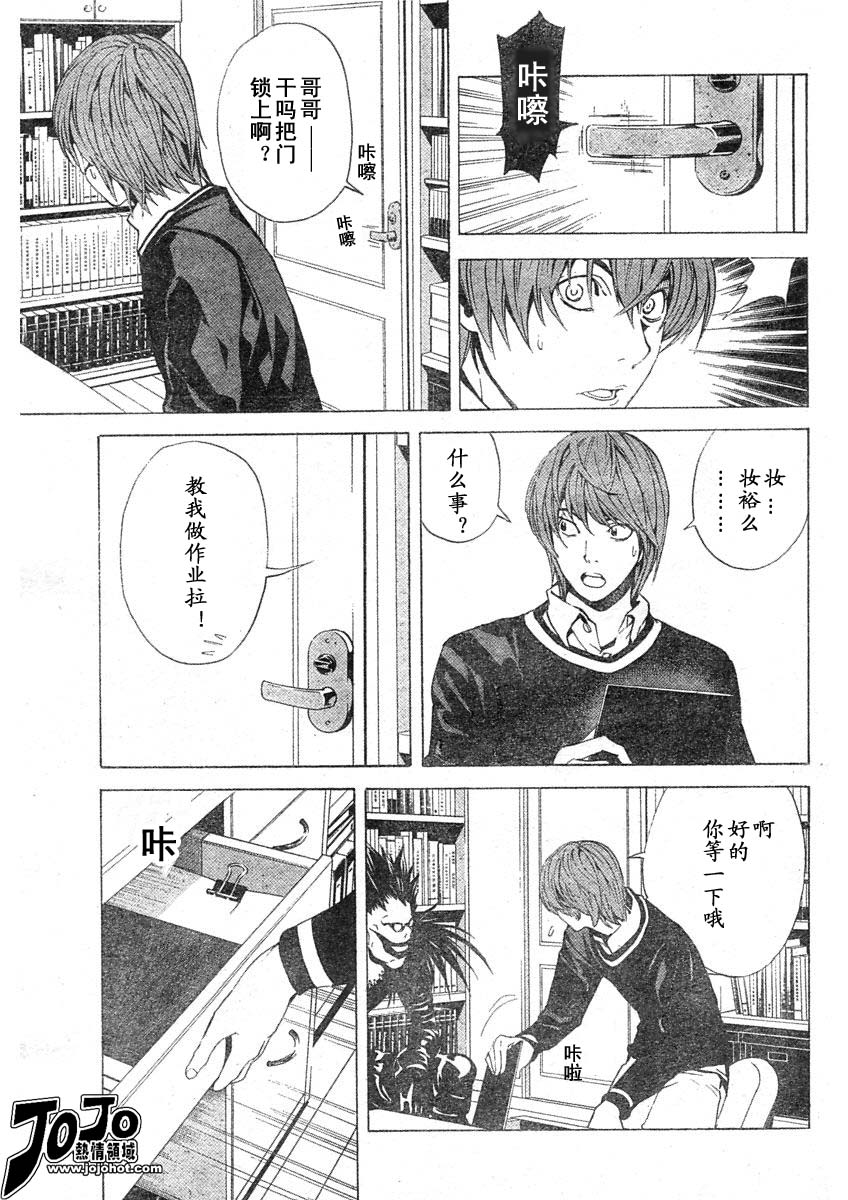 咔嚓
哥哥——
干吗把门
锁上啊？
咔嚓
咔嚓
妆…
妆裕么
………
什么事？
教我做作业拉！
啊
好的
你等一下哦
咔啦
咔
JOJO
熱情領域
www.jojohot.com